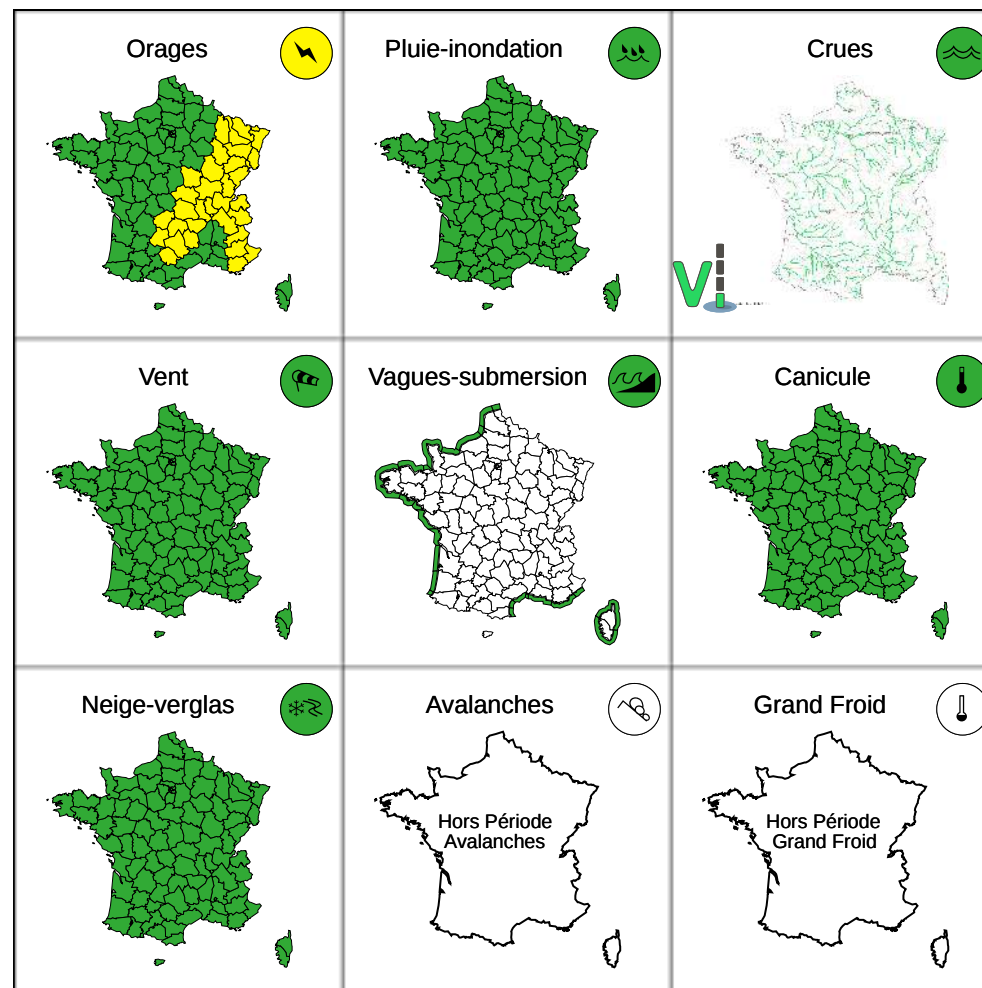 Orages
Pluie-inondation
Crues
Vi
Vent
Vagues-submersion
Canicule
Neige-verglas
Avalanches
Grand Froid
Hors Période
Avalanches
Hors Période
Grand Froid